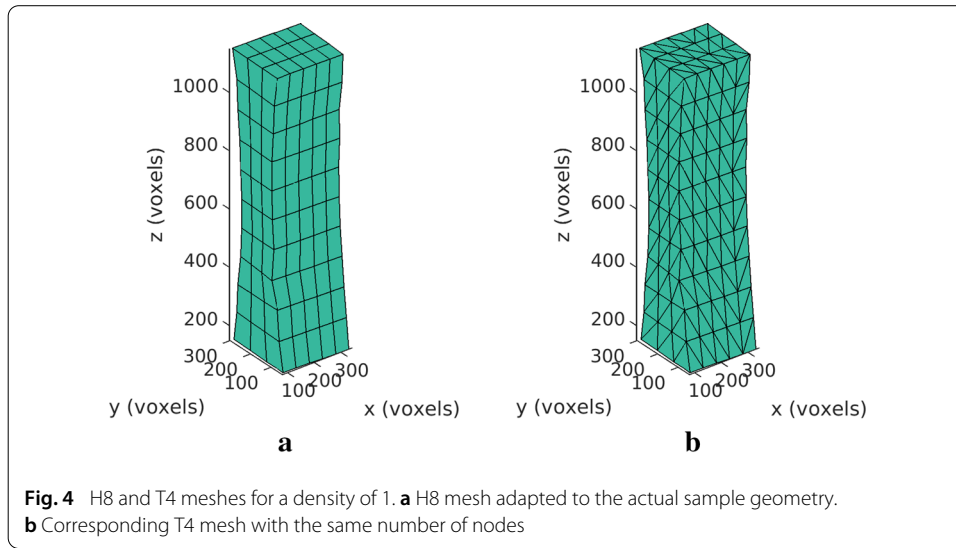 1000
800
600
400
200
z (voxels)
300
200
100
y (voxels)
100
200
300
x (voxels)
a
1000
800
600
400
200
z (voxels)
300
200
100
y (voxels)
100
200
300
x (voxels)
b
Fig. 4 H8 and T4 meshes for a density of 1. a H8 mesh adapted to the actual sample geometry.
b Corresponding T4 mesh with the same number of nodes